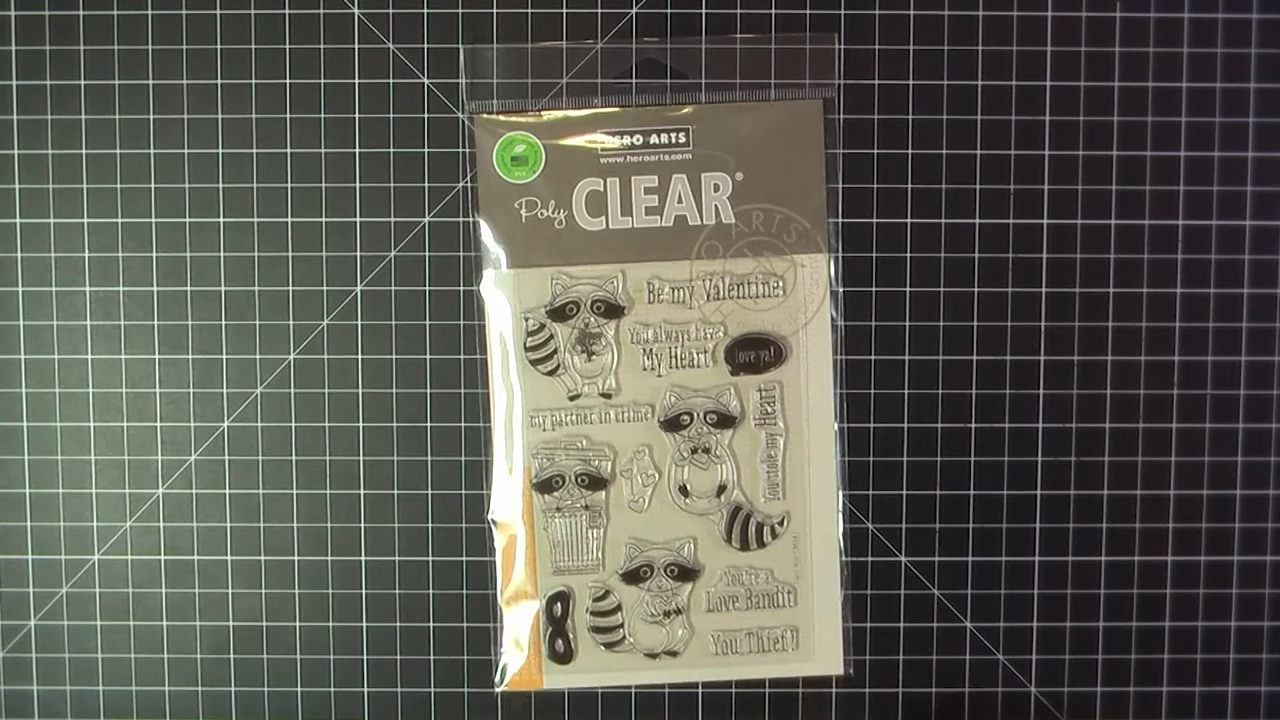 HERO ARTS
www.heroarts.com
Poly CLEAR®
Be my Valentine
You always have
My Heart
love ya!
my partner in crime
You stole my Heart
You're a
Love Bandit
You Thief!